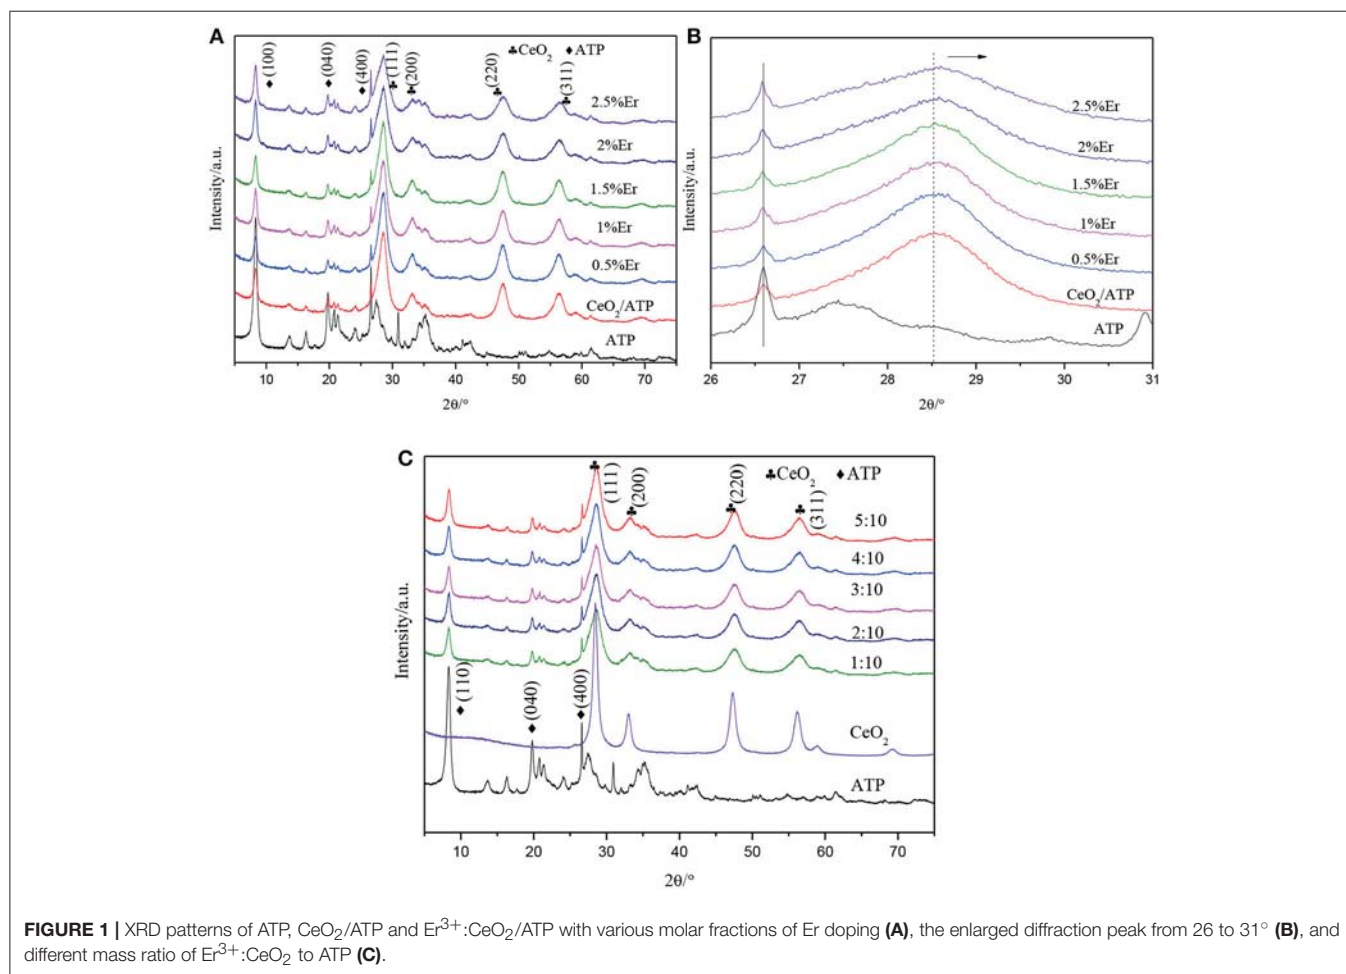 A
♦(100)
♦(040)
♦(400)
♣(111)
♣(200)
(220)
♣(311)
♣CeO₂ ♦ATP
2.5%Er
2%Er
1.5%Er
1%Er
0.5%Er
CeO₂/ATP
ATP
Intensity/a.u.
10 20 30 40 50 60 70
2θ/°
B
2.5%Er
2%Er
1.5%Er
1%Er
0.5%Er
CeO₂/ATP
ATP
Intensity/a.u.
26 27 28 29 30 31
2θ/°
C
♣CeO₂ ♦ATP
(111)
(200)
(220)
(311)
5:10
4:10
3:10
2:10
1:10
♦(110)
♦(040)
♦(400)
CeO₂
ATP
Intensity/a.u.
10 20 30 40 50 60 70
2θ/°
FIGURE 1 | XRD patterns of ATP, CeO₂/ATP and Er³⁺:CeO₂/ATP with various molar fractions of Er doping (A), the enlarged diffraction peak from 26 to 31° (B), and
different mass ratio of Er³⁺:CeO₂ to ATP (C).